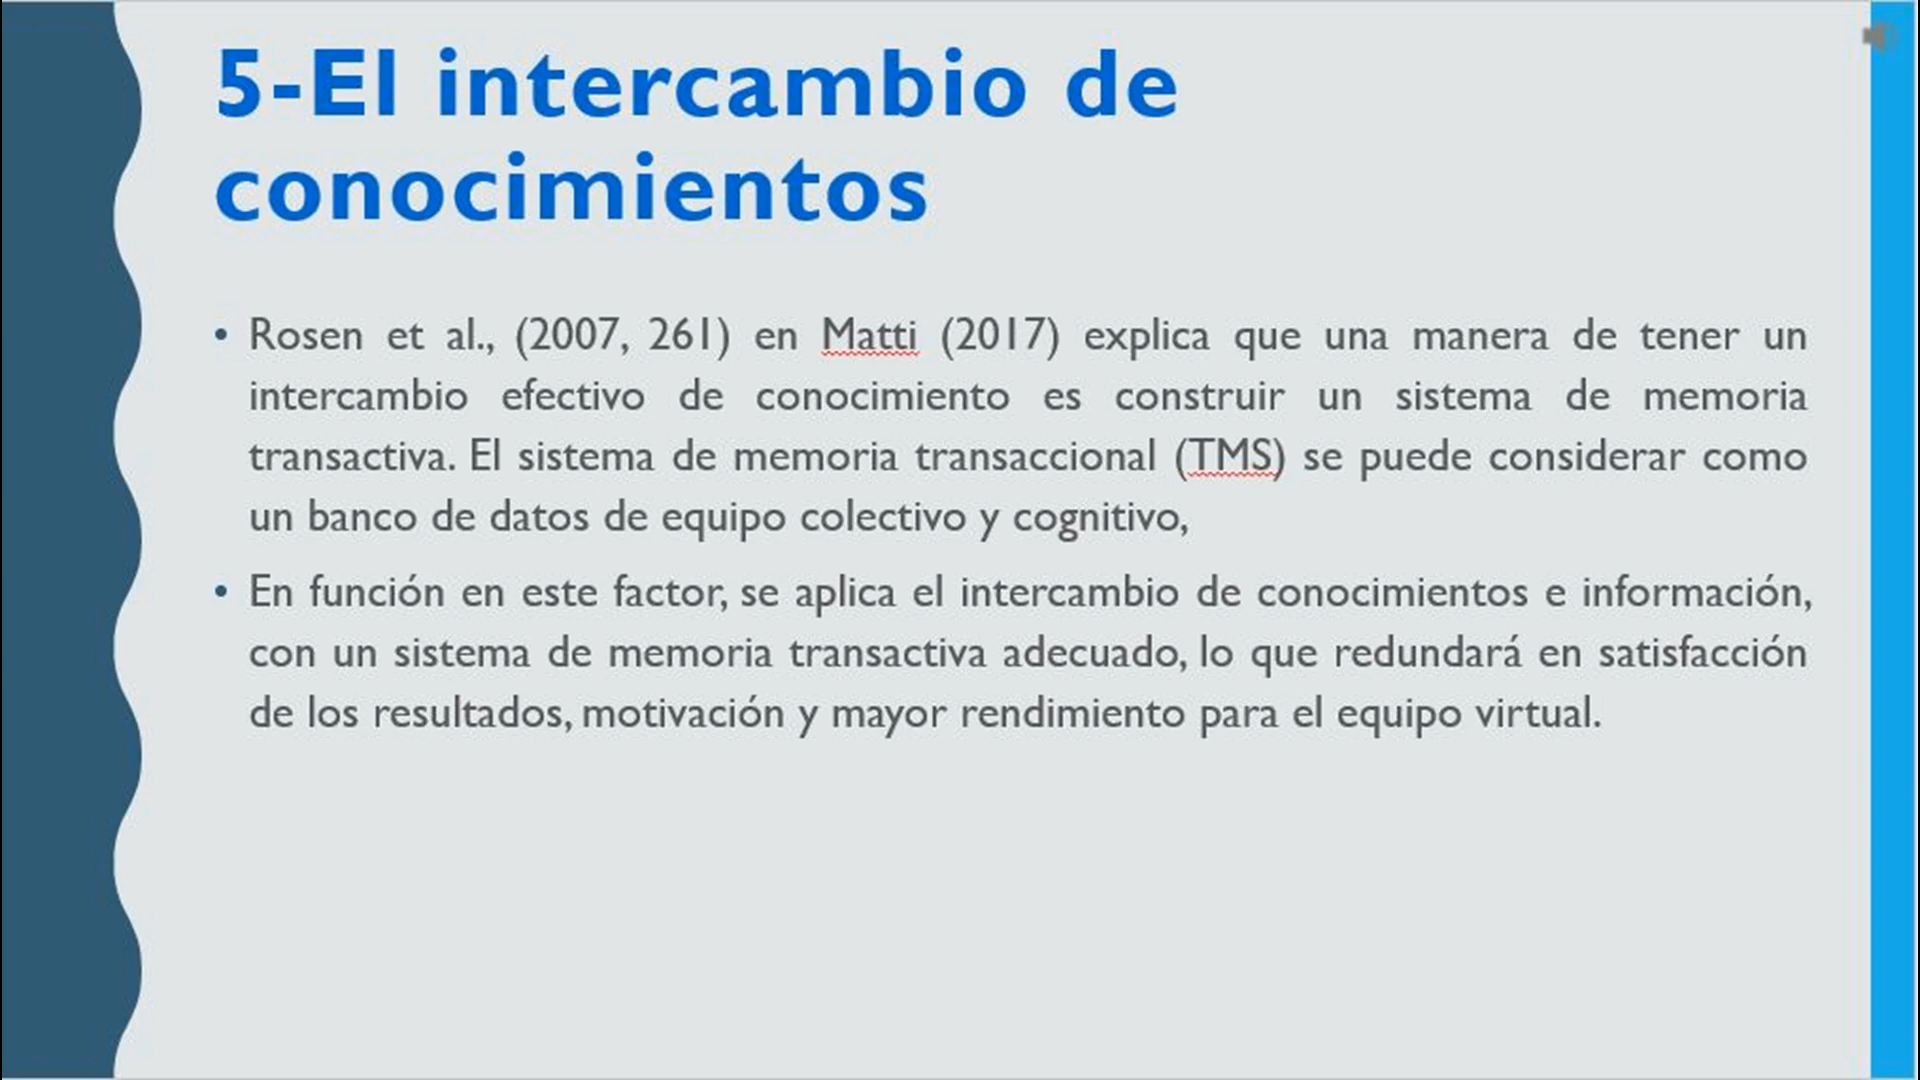 5-El intercambio de
conocimientos
• Rosen et al., (2007, 261) en Matti (2017) explica que una manera de tener un
intercambio efectivo de conocimiento es construir un sistema de memoria
transactiva. El sistema de memoria transaccional (TMS) se puede considerar como
un banco de datos de equipo colectivo y cognitivo,
• En función en este factor, se aplica el intercambio de conocimientos e información,
con un sistema de memoria transactiva adecuado, lo que redundará en satisfacción
de los resultados, motivación y mayor rendimiento para el equipo virtual.